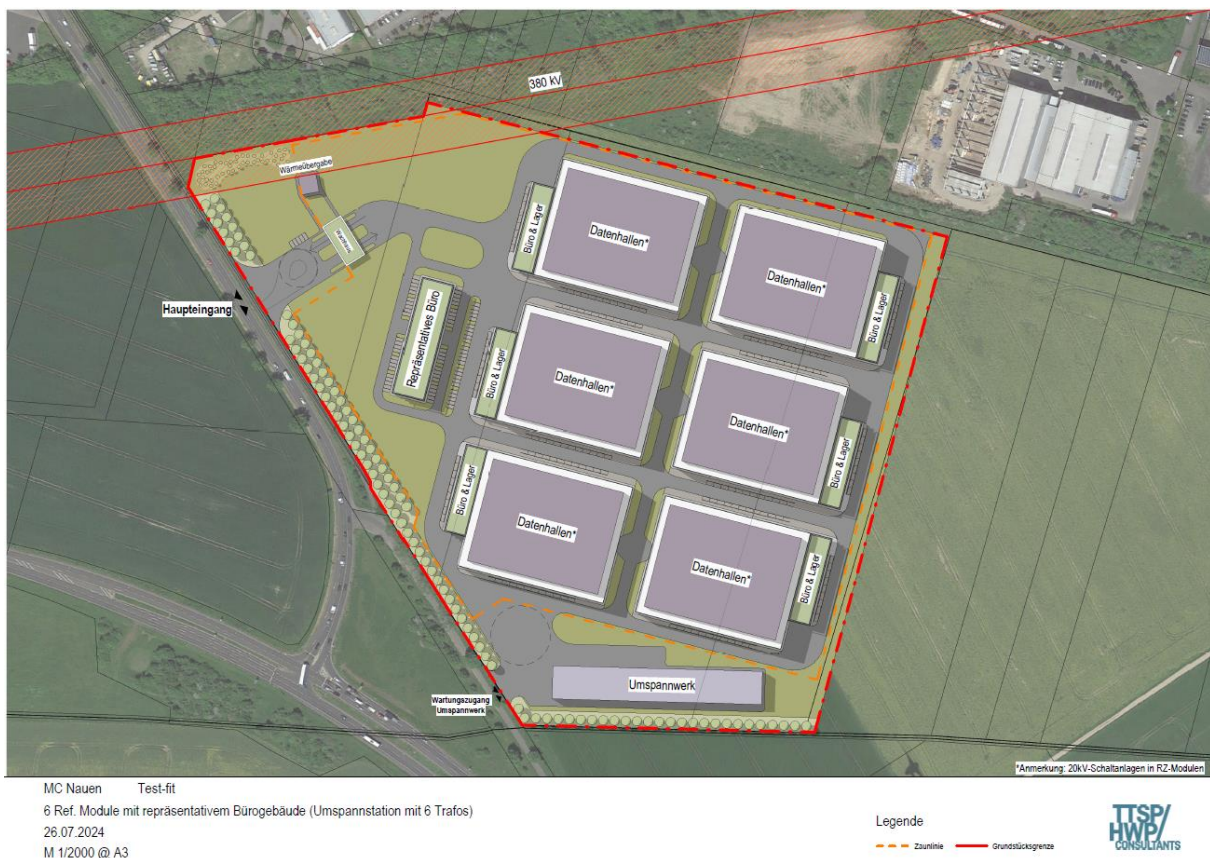 380 kV
Wärmeübergabe
Wachhaus
Haupteingang
Repräsentatives Büro
Büro & Lager
Datenhallen*
Datenhallen*
Büro & Lager
Büro & Lager
Datenhallen*
Datenhallen*
Büro & Lager
Büro & Lager
Datenhallen*
Datenhallen*
Büro & Lager
Umspannwerk
Wartungszugang
Umspannwerk
*Anmerkung: 20kV-Schaltanlagen in RZ-Modulen
MC Nauen Test-fit
6 Ref. Module mit repräsentativem Bürogebäude (Umspannstation mit 6 Trafos)
26.07.2024
M 1/2000 @ A3
Legende
Zaunlinie Grundstücksgrenze
TTSP/
HWP/
CONSULTANTS